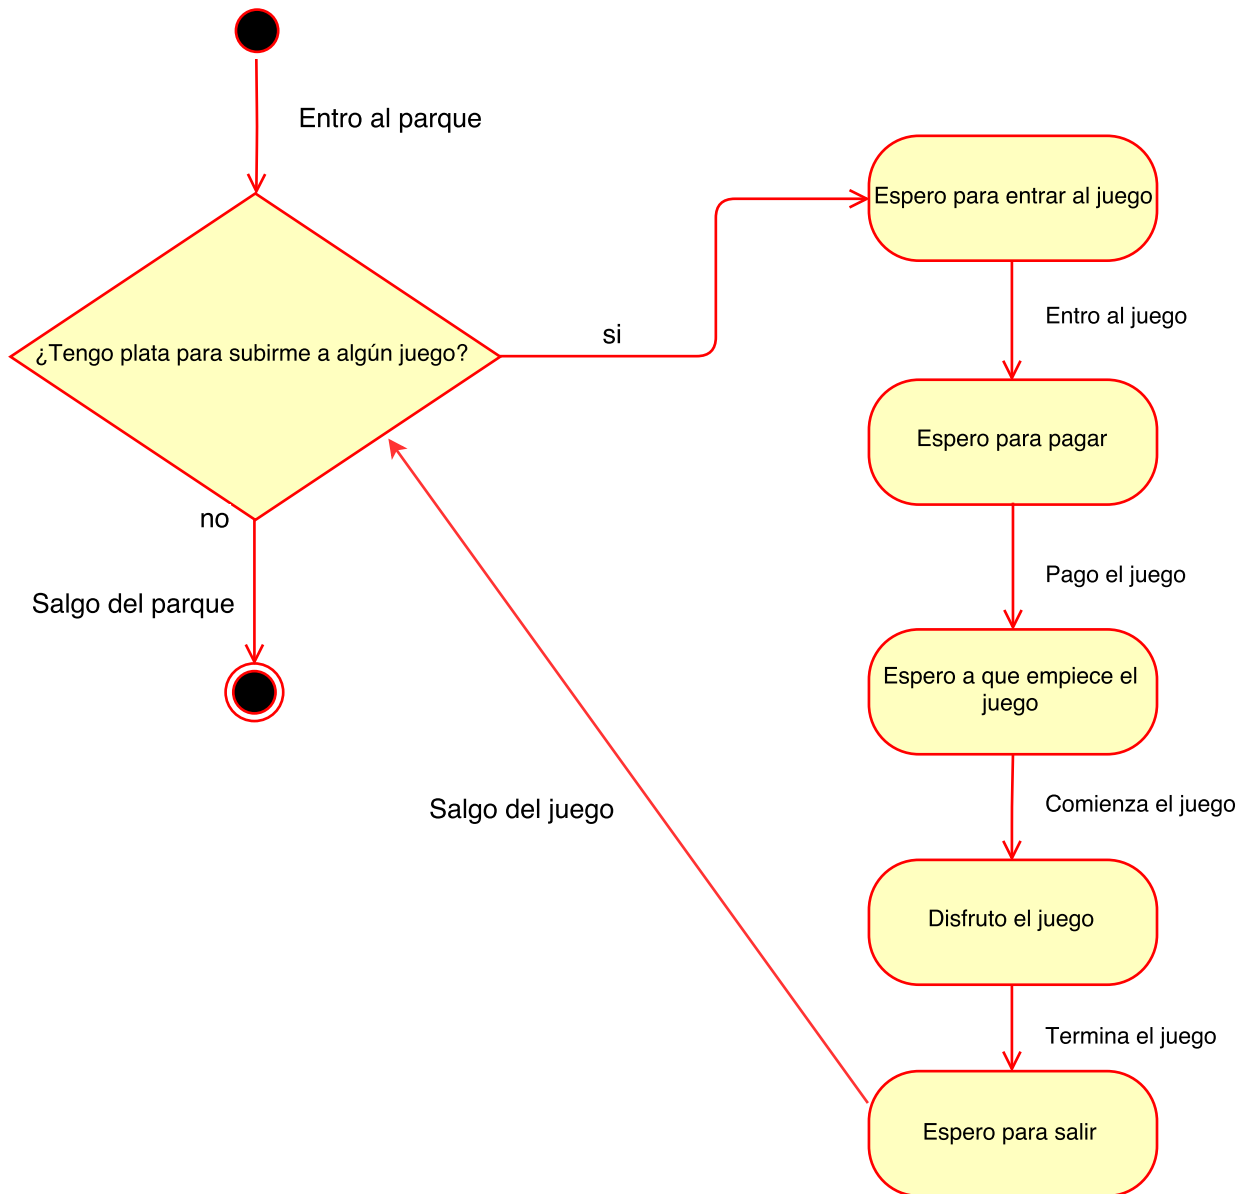 Entro al parque
¿Tengo plata para subirme a algún juego?
si
no
Salgo del parque
Espero para entrar al juego
Entro al juego
Espero para pagar
Pago el juego
Espero a que empiece el
juego
Comienza el juego
Disfruto el juego
Termina el juego
Espero para salir
Salgo del juego